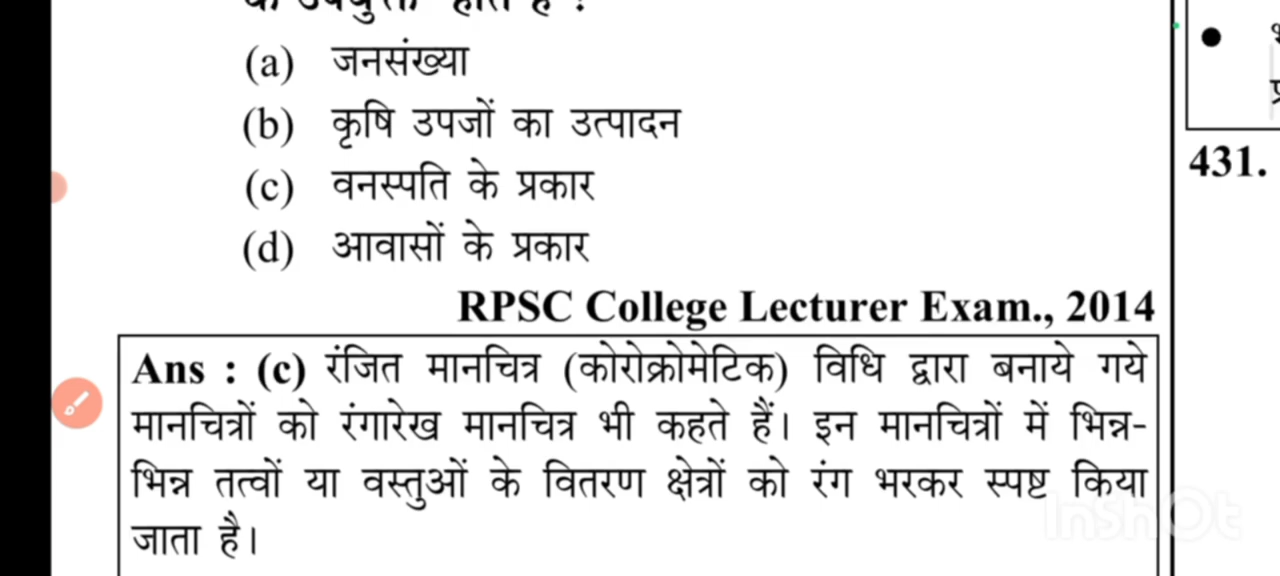 (a) जनसंख्या
(b) कृषि उपजों का उत्पादन
(c) वनस्पति के प्रकार
(d) आवासों के प्रकार
RPSC College Lecturer Exam., 2014
Ans : (c) रंजित मानचित्र (कोरोक्रोमेटिक) विधि द्वारा बनाये गये
मानचित्रों को रंगारेख मानचित्र भी कहते हैं। इन मानचित्रों में भिन्न-
भिन्न तत्वों या वस्तुओं के वितरण क्षेत्रों को रंग भरकर स्पष्ट किया
जाता है।
InShOt
431.